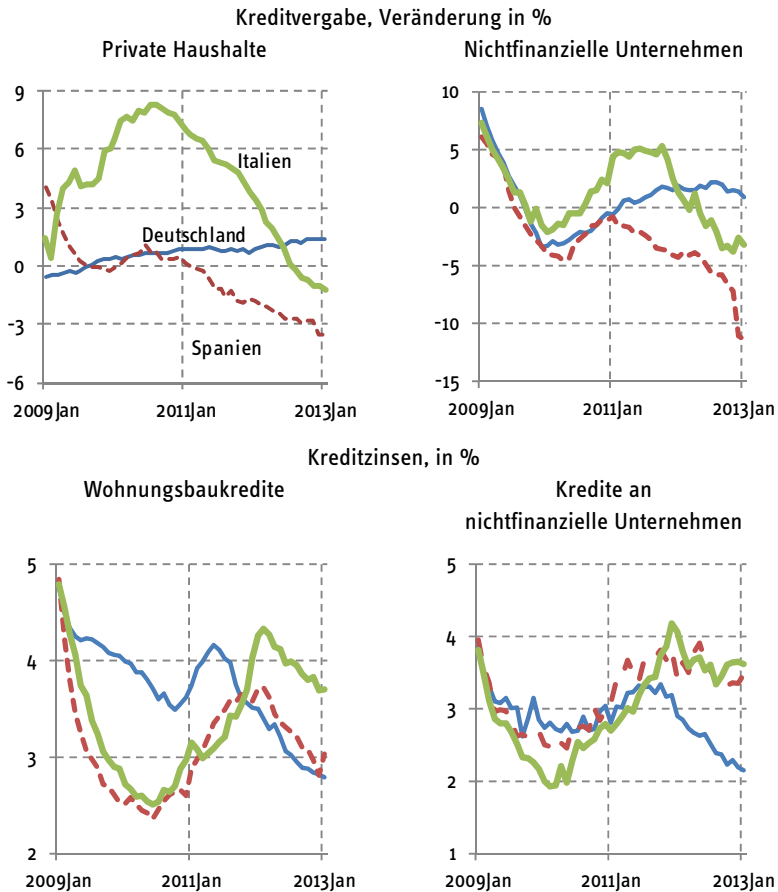 Kreditvergabe, Veränderung in %
Private Haushalte
9
6
3
0
-3
-6
Italien
Deutschland
Spanien
2009Jan 2011Jan 2013Jan
Nichtfinanzielle Unternehmen
10
5
0
-5
-10
-15
2009Jan 2011Jan 2013Jan
Kreditzinsen, in %
Wohnungsbaukredite
5
4
3
2
2009Jan 2011Jan 2013Jan
Kredite an
nichtfinanzielle Unternehmen
5
4
3
2
1
2009Jan 2011Jan 2013Jan